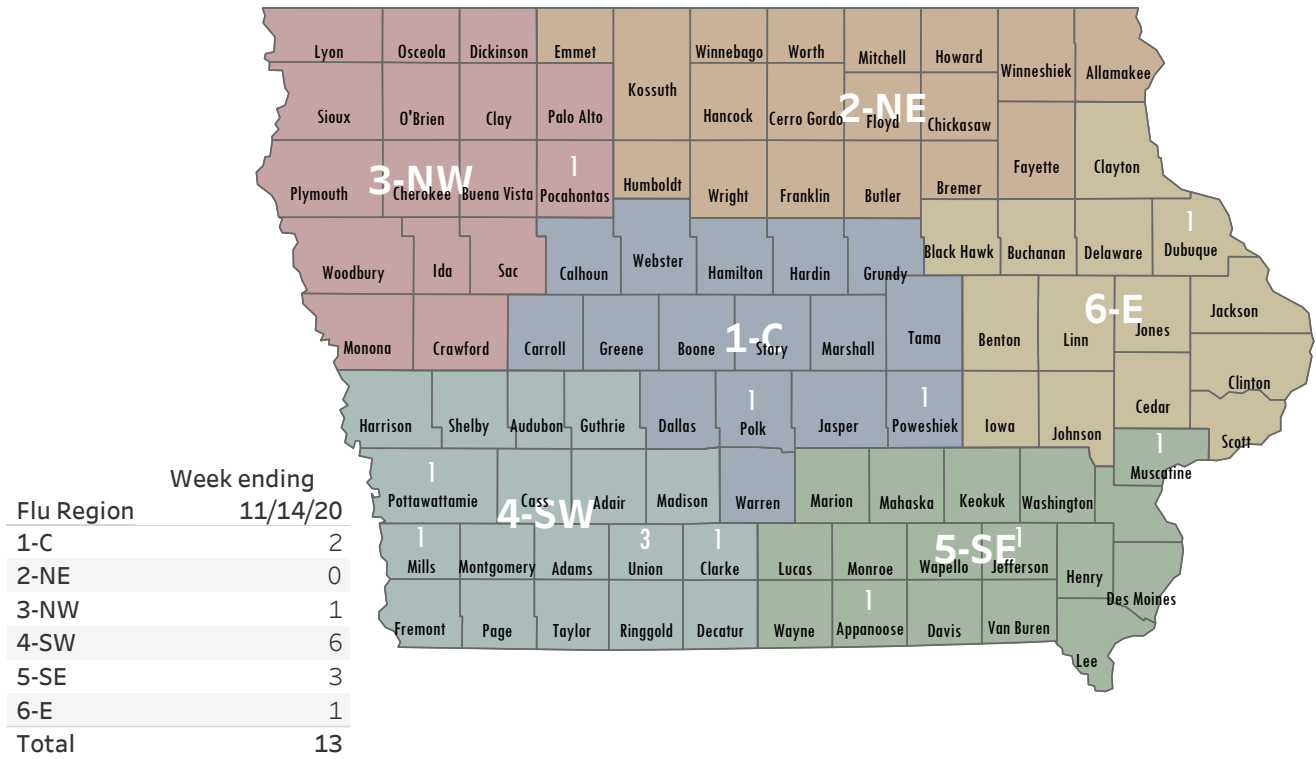 Lyon Osceola Dickinson Emmet Winnebago Worth Mitchell Howard
Kossuth Winneshiek Allamakee
Sioux O'Brien Clay Palo Alto Hancock Cerro Gordo 2-NE Floyd Chickasaw
3-NW 1 Fayette Clayton
Plymouth Cherokee Buena Vista Pocahontas Humboldt Wright Franklin Butler Bremer
1
Woodbury Ida Sac Calhoun Webster Hamilton Hardin Grundy Black Hawk Buchanan Delaware Dubuque
6-E
Monona Crawford Carroll Greene Boone 1-C Story Marshall Tama Benton Linn Jones Jackson
1 1 Clinton
Harrison Shelby Audubon Guthrie Dallas Polk Jasper Poweshiek Iowa Johnson Cedar
1 1 Scott
Pottawattamie Cass Adair Madison Warren Marion Mahaska Keokuk Washington Muscatine
4-SW 5-SE
1 3 1 1
Mills Montgomery Adams Union Clarke Lucas Monroe Wapello Jefferson Henry
1 Des Moines
Fremont Page Taylor Ringgold Decatur Wayne Appanoose Davis Van Buren
Lee
Week ending
Flu Region 11/14/20
1-C 2
2-NE 0
3-NW 1
4-SW 6
5-SE 3
6-E 1
Total 13